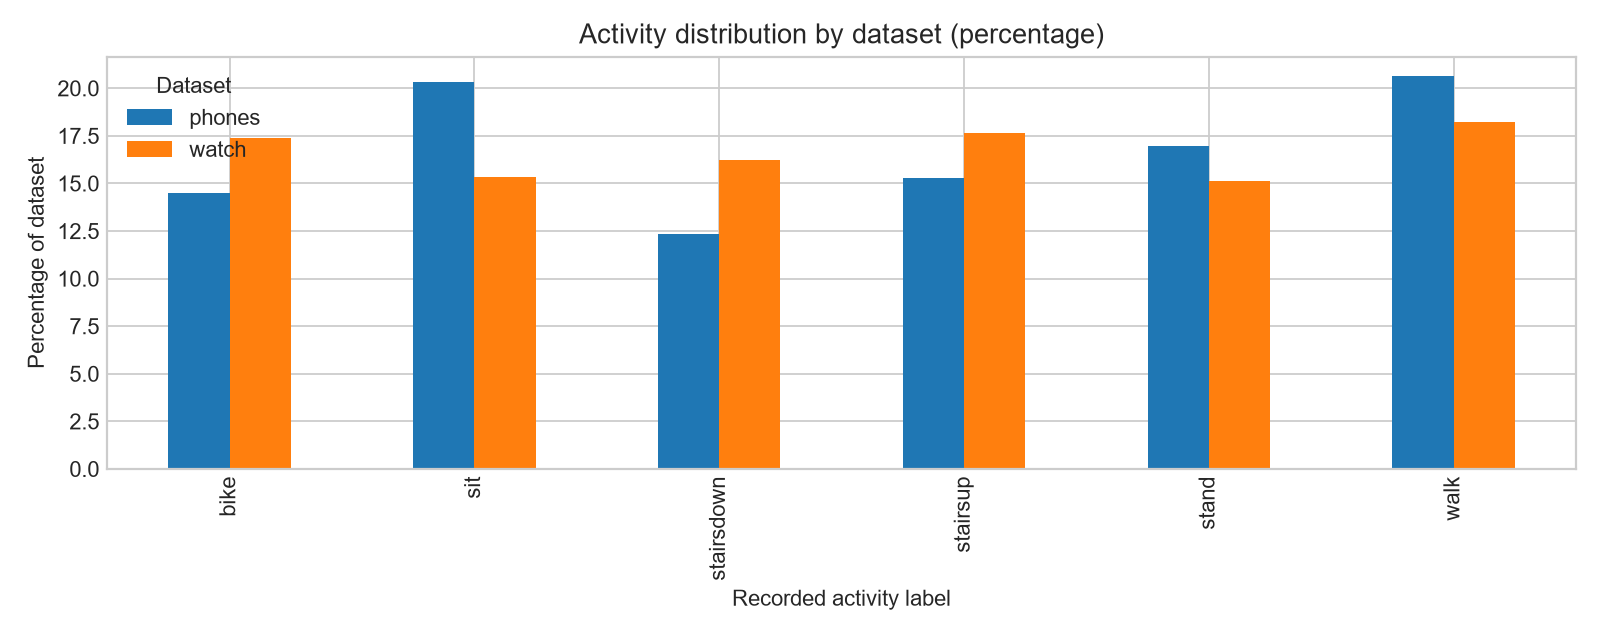 Activity distribution by dataset (percentage)
Percentage of dataset
20.0
17.5
15.0
12.5
10.0
7.5
5.0
2.5
0.0
Dataset
phones
watch
bike
sit
stairsdown
stairsup
stand
walk
Recorded activity label